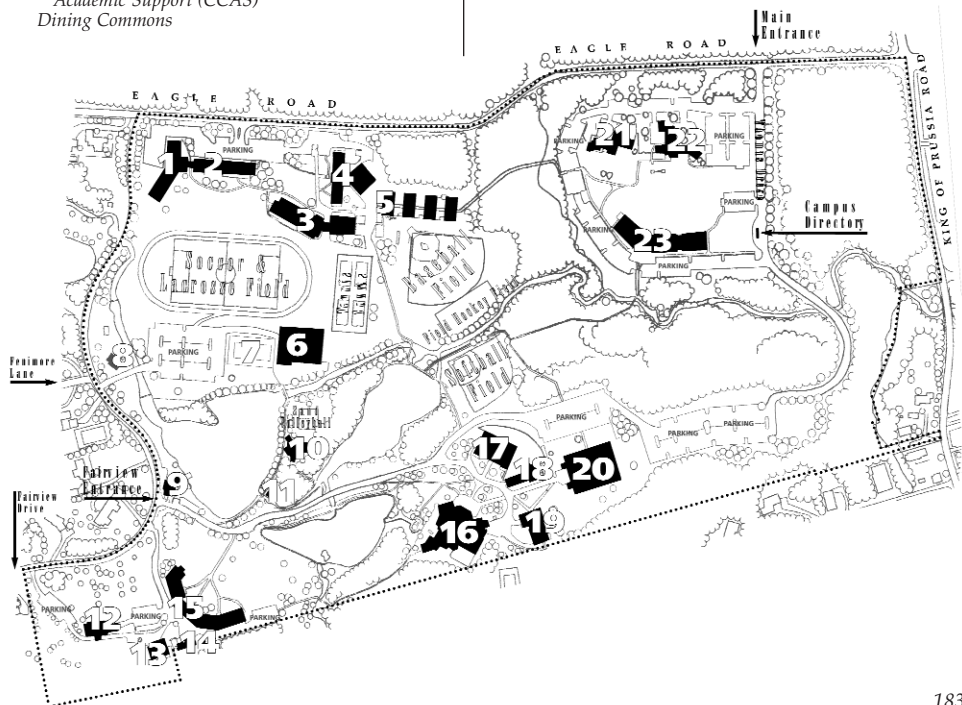 Academic Support (CCAS)
Dining Commons
Main
Entrance
EAGLE ROAD
EAGLE ROAD
KING OF PRUSSIA ROAD
PARKING
PARKING
PARKING
PARKING
PARKING
PARKING
Campus
Directory
1
2
3
4
5
21
22
23
Soccer &
Lacrosse Field
Baseball
Field
Field Hockey Field
Softball
Field
6
7
8
PARKING
Fenimore
Lane
PARKING
PARKING
PARKING
10
11
17
18
20
Fairview
Entrance
9
Fairview
Drive
16
19
PARKING
12
PARKING
15
PARKING
13
14
183